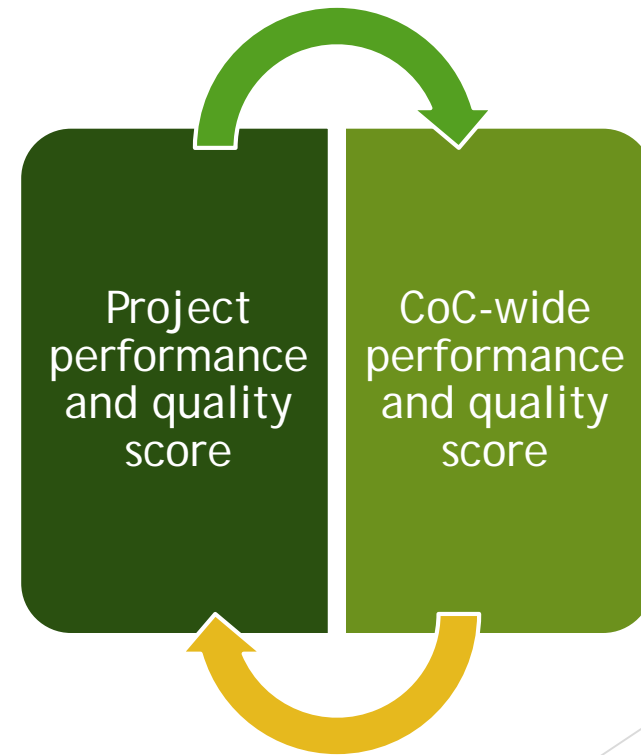 Project
performance
and quality
score
CoC-wide
performance
and quality
score